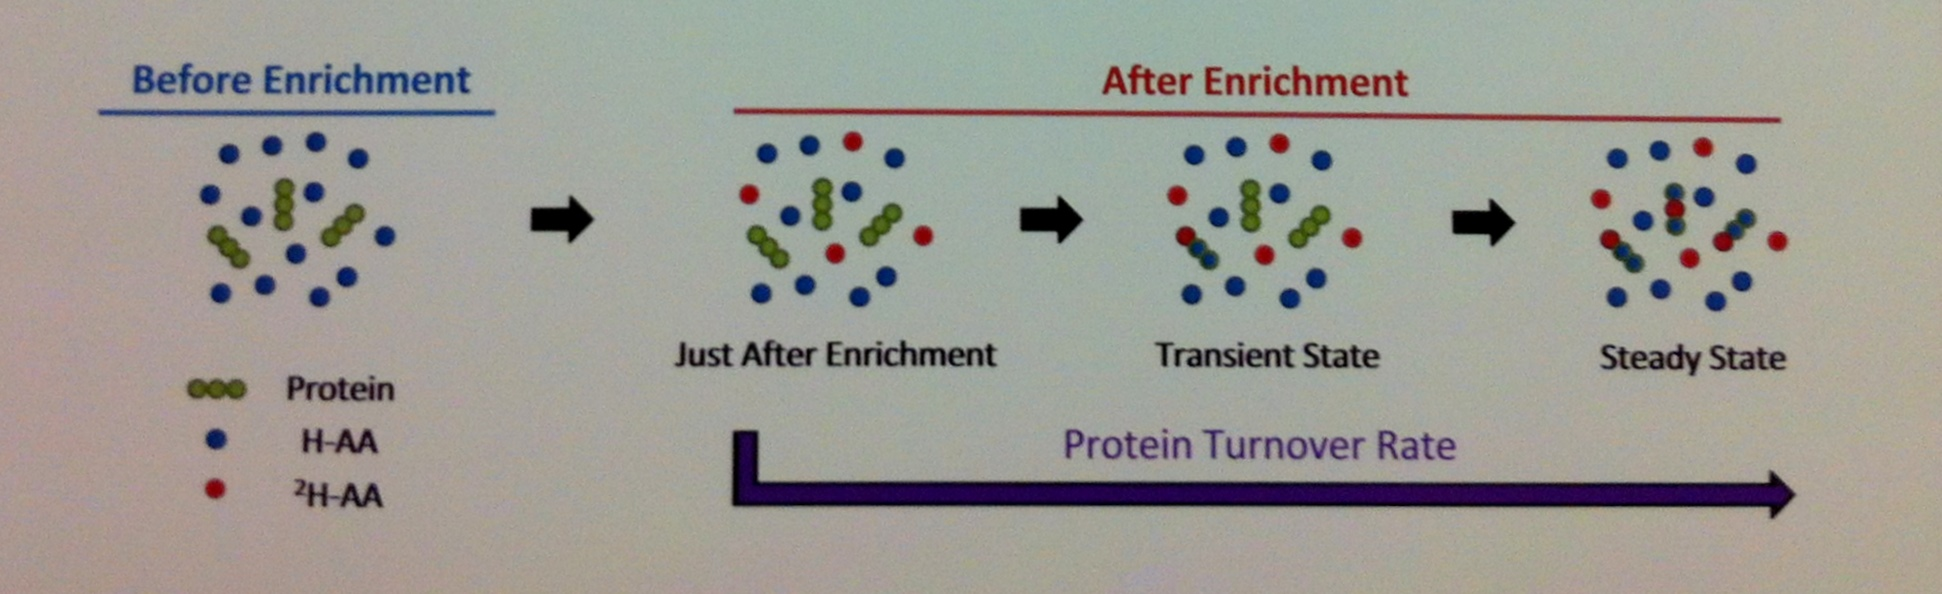 Before Enrichment
After Enrichment
Just After Enrichment
Transient State
Steady State
Protein
H-AA
²H-AA
Protein Turnover Rate